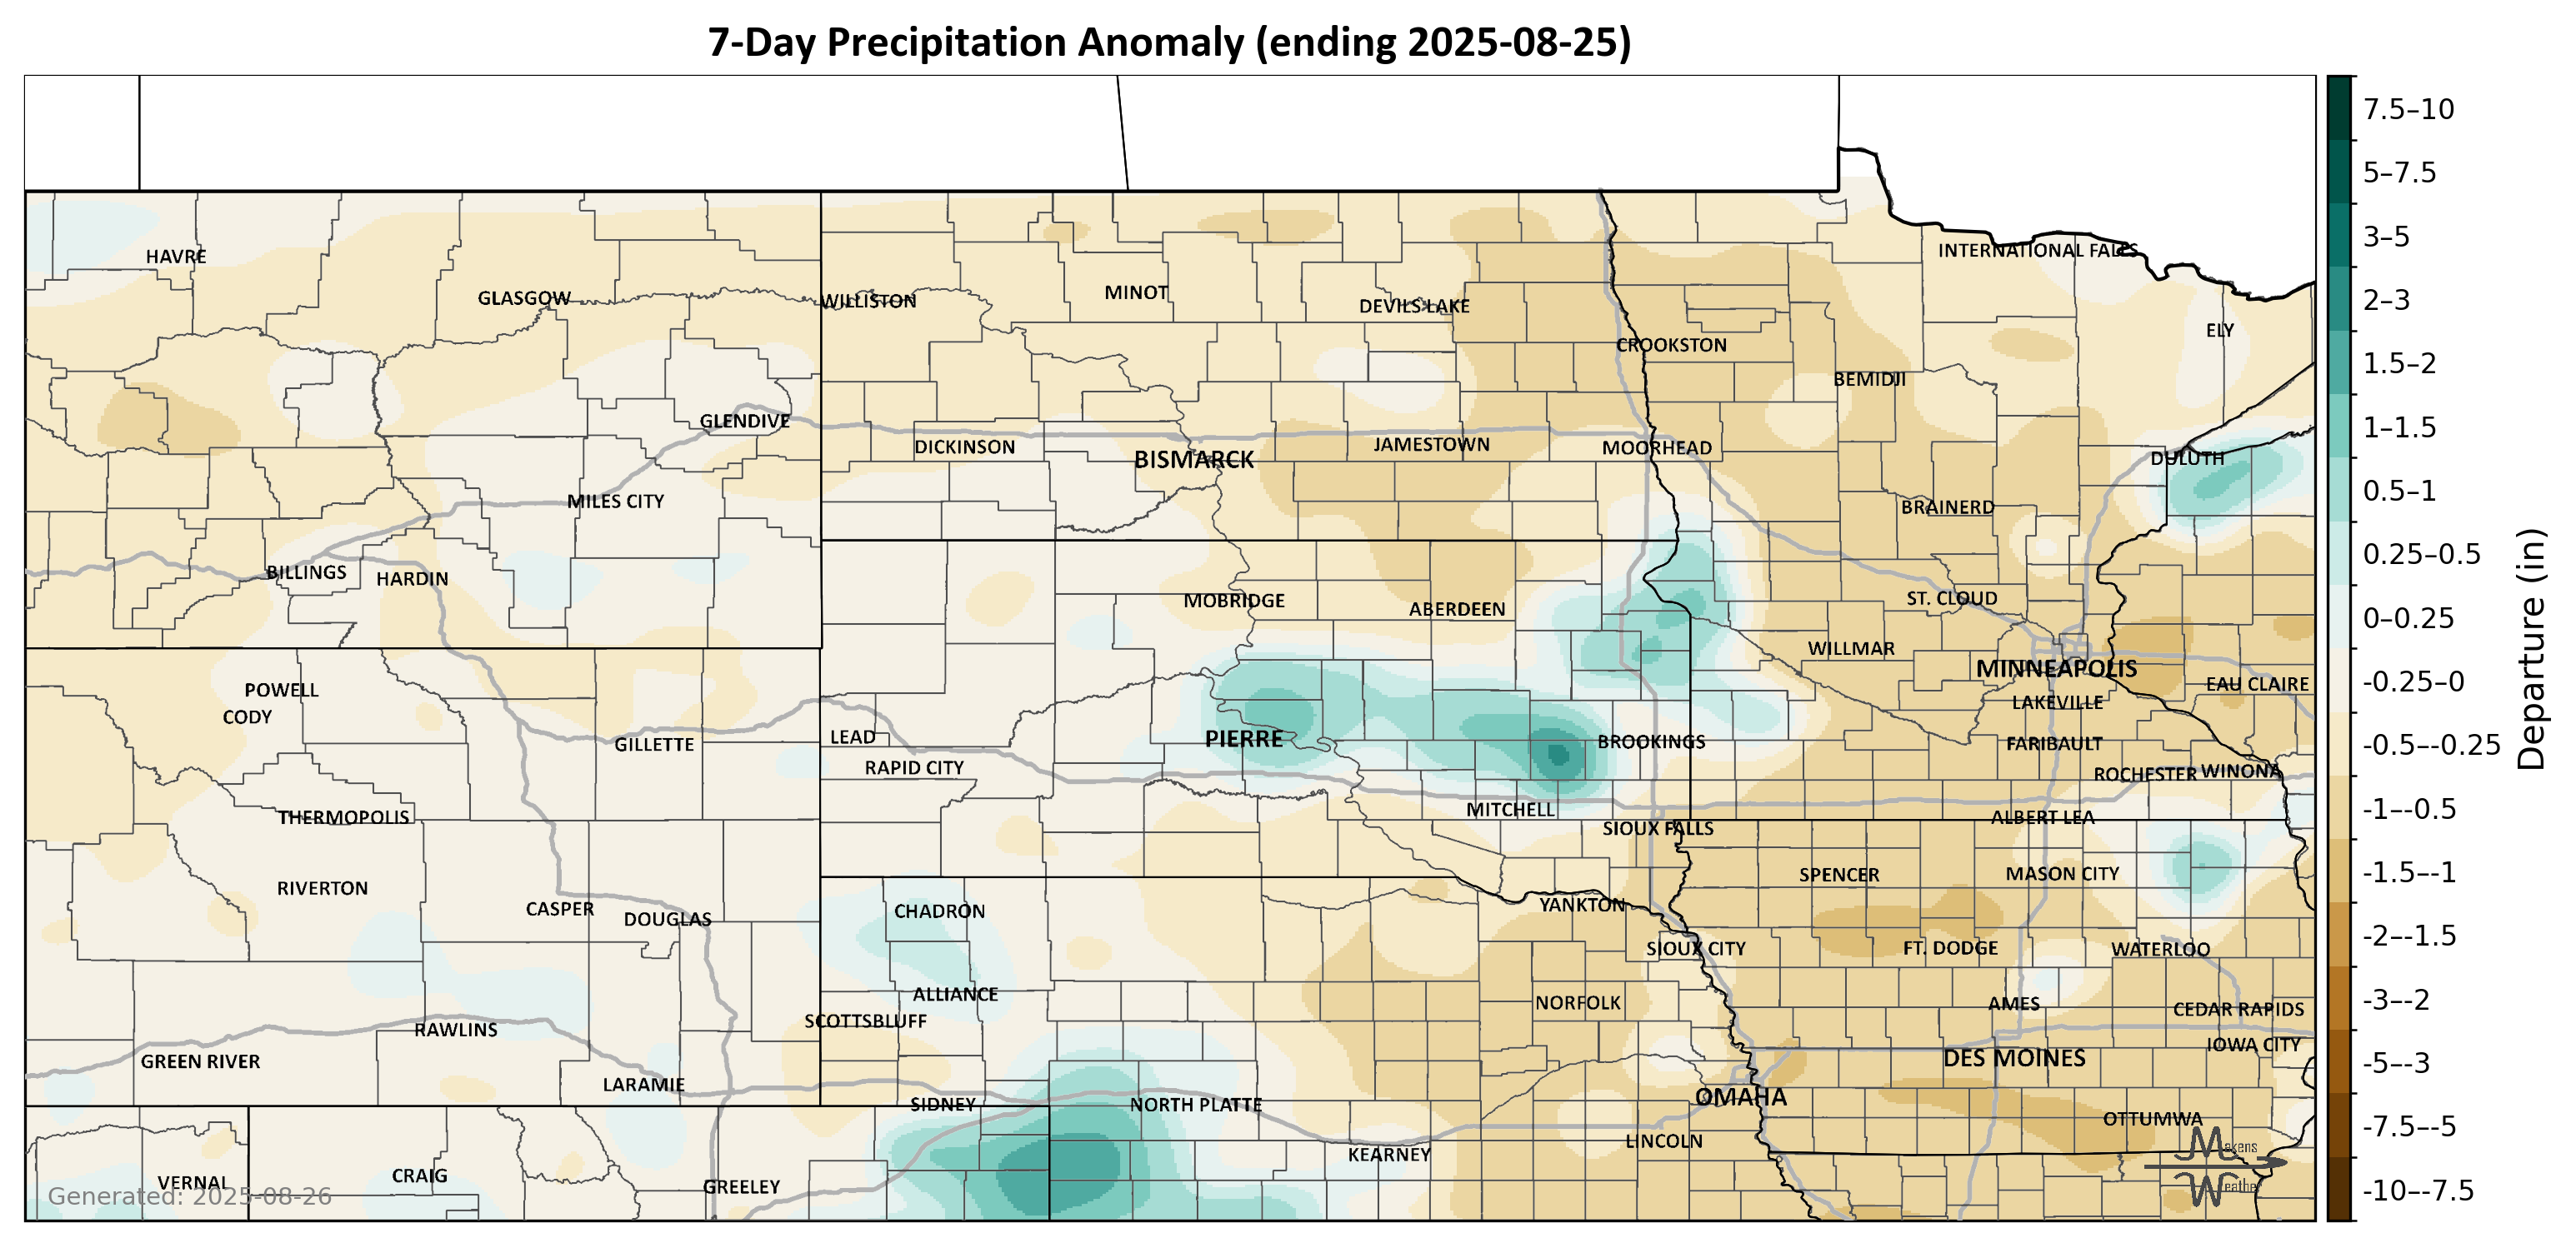 7-Day Precipitation Anomaly (ending 2025-08-25)
HAVRE
GLASGOW
WILLISTON
MINOT
DEVILS LAKE
INTERNATIONAL FALLS
ELY
CROOKSTON
BEMIDJI
GLENDIVE
DICKINSON
BISMARCK
JAMESTOWN
MOORHEAD
DULUTH
MILES CITY
BRAINERD
BILLINGS
HARDIN
MOBRIDGE
ABERDEEN
ST. CLOUD
WILLMAR
MINNEAPOLIS
POWELL
CODY
EAU CLAIRE
LAKEVILLE
GILLETTE
LEAD
PIERRE
BROOKINGS
FARIBAULT
RAPID CITY
ROCHESTER
WINONA
THERMOPOLIS
MITCHELL
ALBERT LEA
SIOUX FALLS
RIVERTON
SPENCER
MASON CITY
CASPER
DOUGLAS
CHADRON
YANKTON
SIOUX CITY
FT. DODGE
WATERLOO
ALLIANCE
NORFOLK
AMES
CEDAR RAPIDS
SCOTTSBLUFF
RAWLINS
IOWA CITY
GREEN RIVER
DES MOINES
LARAMIE
SIDNEY
NORTH PLATTE
OMAHA
OTTUMWA
LINCOLN
KEARNEY
VERNAL
CRAIG
GREELEY
Generated: 2025-08-26
Makens
Weather
7.5–10
5–7.5
3–5
2–3
1.5–2
1–1.5
0.5–1
0.25–0.5
0–0.25
-0.25–0
-0.5–-0.25
-1–-0.5
-1.5–-1
-2–-1.5
-3–-2
-5–-3
-7.5–-5
-10–-7.5
Departure (in)